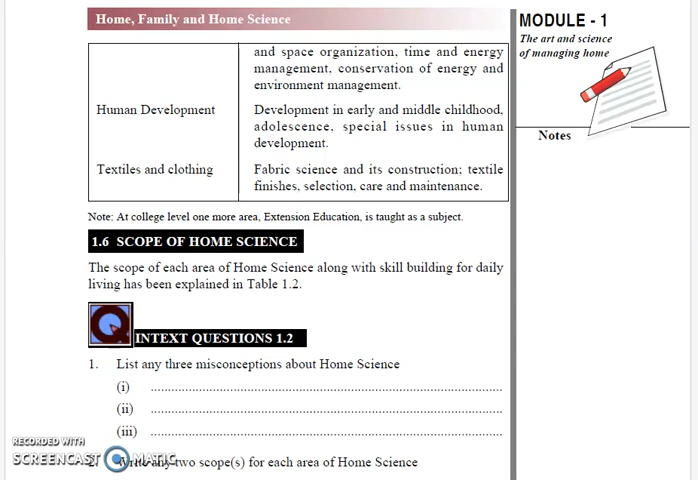 Home, Family and Home Science
MODULE - 1
The art and science
of managing home
Notes
and space organization, time and energy
management, conservation of energy and
environment management.
Human Development
Development in early and middle childhood,
adolescence, special issues in human
development.
Textiles and clothing
Fabric science and its construction; textile
finishes, selection, care and maintenance.
Note: At college level one more area, Extension Education, is taught as a subject.
1.6 SCOPE OF HOME SCIENCE
The scope of each area of Home Science along with skill building for daily
living has been explained in Table 1.2.
INTEXT QUESTIONS 1.2
1. List any three misconceptions about Home Science
(i) ................................................................................
(ii) ................................................................................
(iii) ................................................................................
2. Write any two scope(s) for each area of Home Science
RECORDED WITH
SCREENCAST MATIC